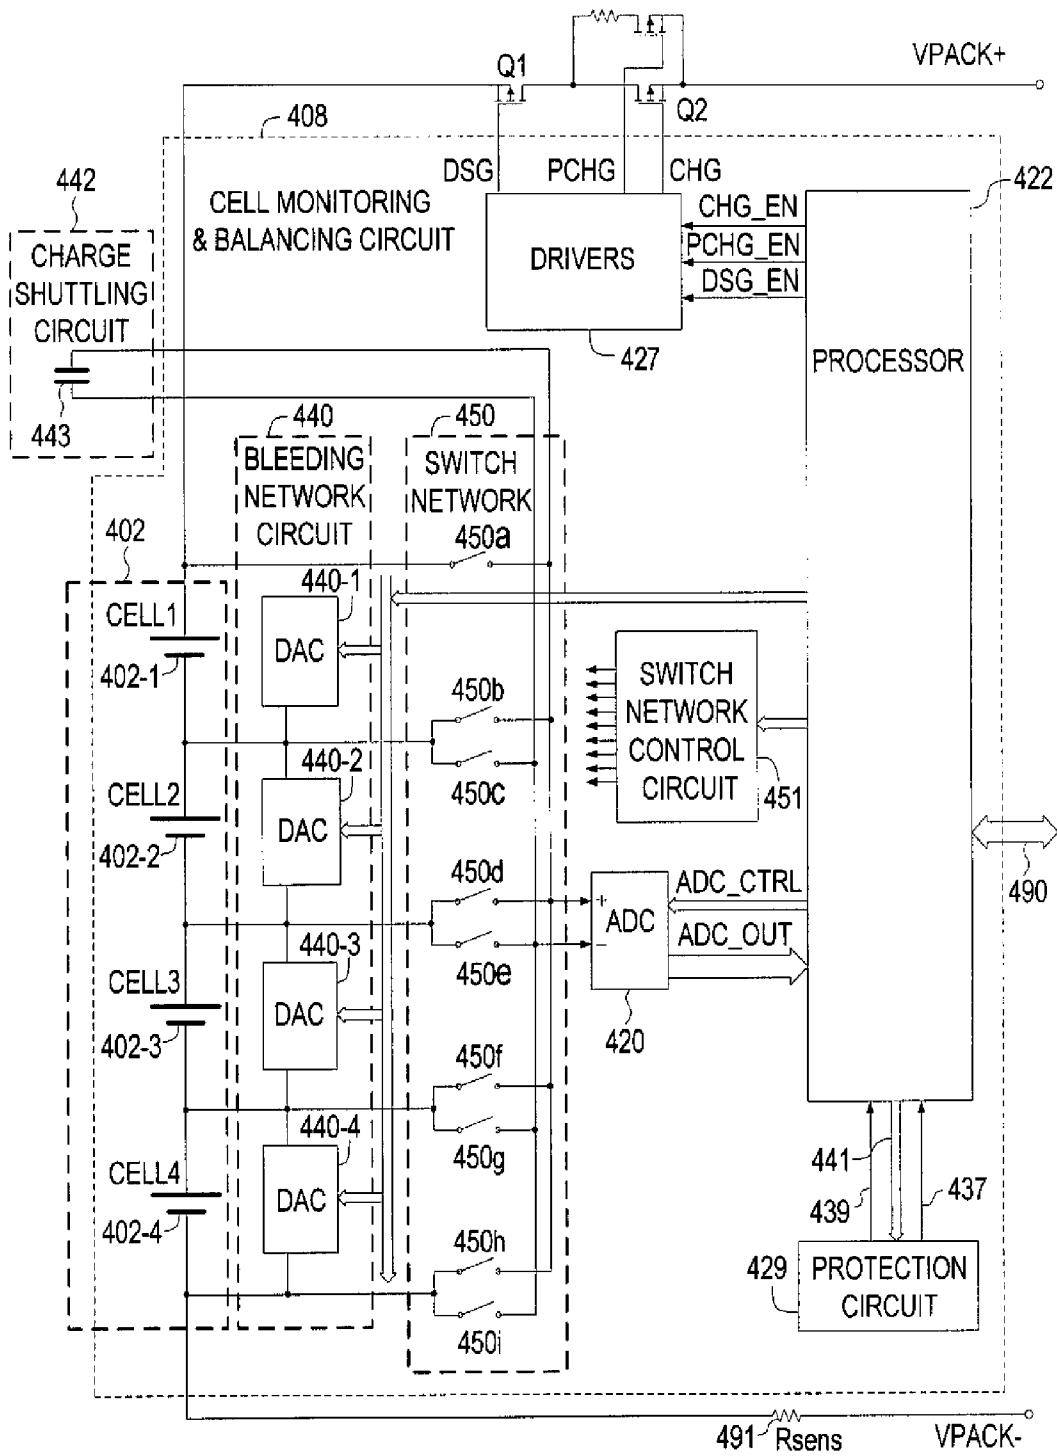 VPACK+
Q1
Q2
408
DSG
PCHG
CHG
442
422
CELL MONITORING
& BALANCING CIRCUIT
CHG_EN
PCHG_EN
DSG_EN
DRIVERS
CHARGE
SHUTTLING
CIRCUIT
427
PROCESSOR
443
440
450
BLEEDING
NETWORK
CIRCUIT
SWITCH
NETWORK
402
450a
440-1
CELL1
DAC
402-1
SWITCH
NETWORK
CONTROL
CIRCUIT
451
450b
440-2
450c
CELL2
DAC
402-2
450d
ADC_CTRL
490
+
ADC
−
ADC_OUT
440-3
450e
CELL3
DAC
402-3
420
450f
440-4
450g
441
439
437
CELL4
DAC
402-4
450h
429
PROTECTION
CIRCUIT
450i
491
Rsens
VPACK-